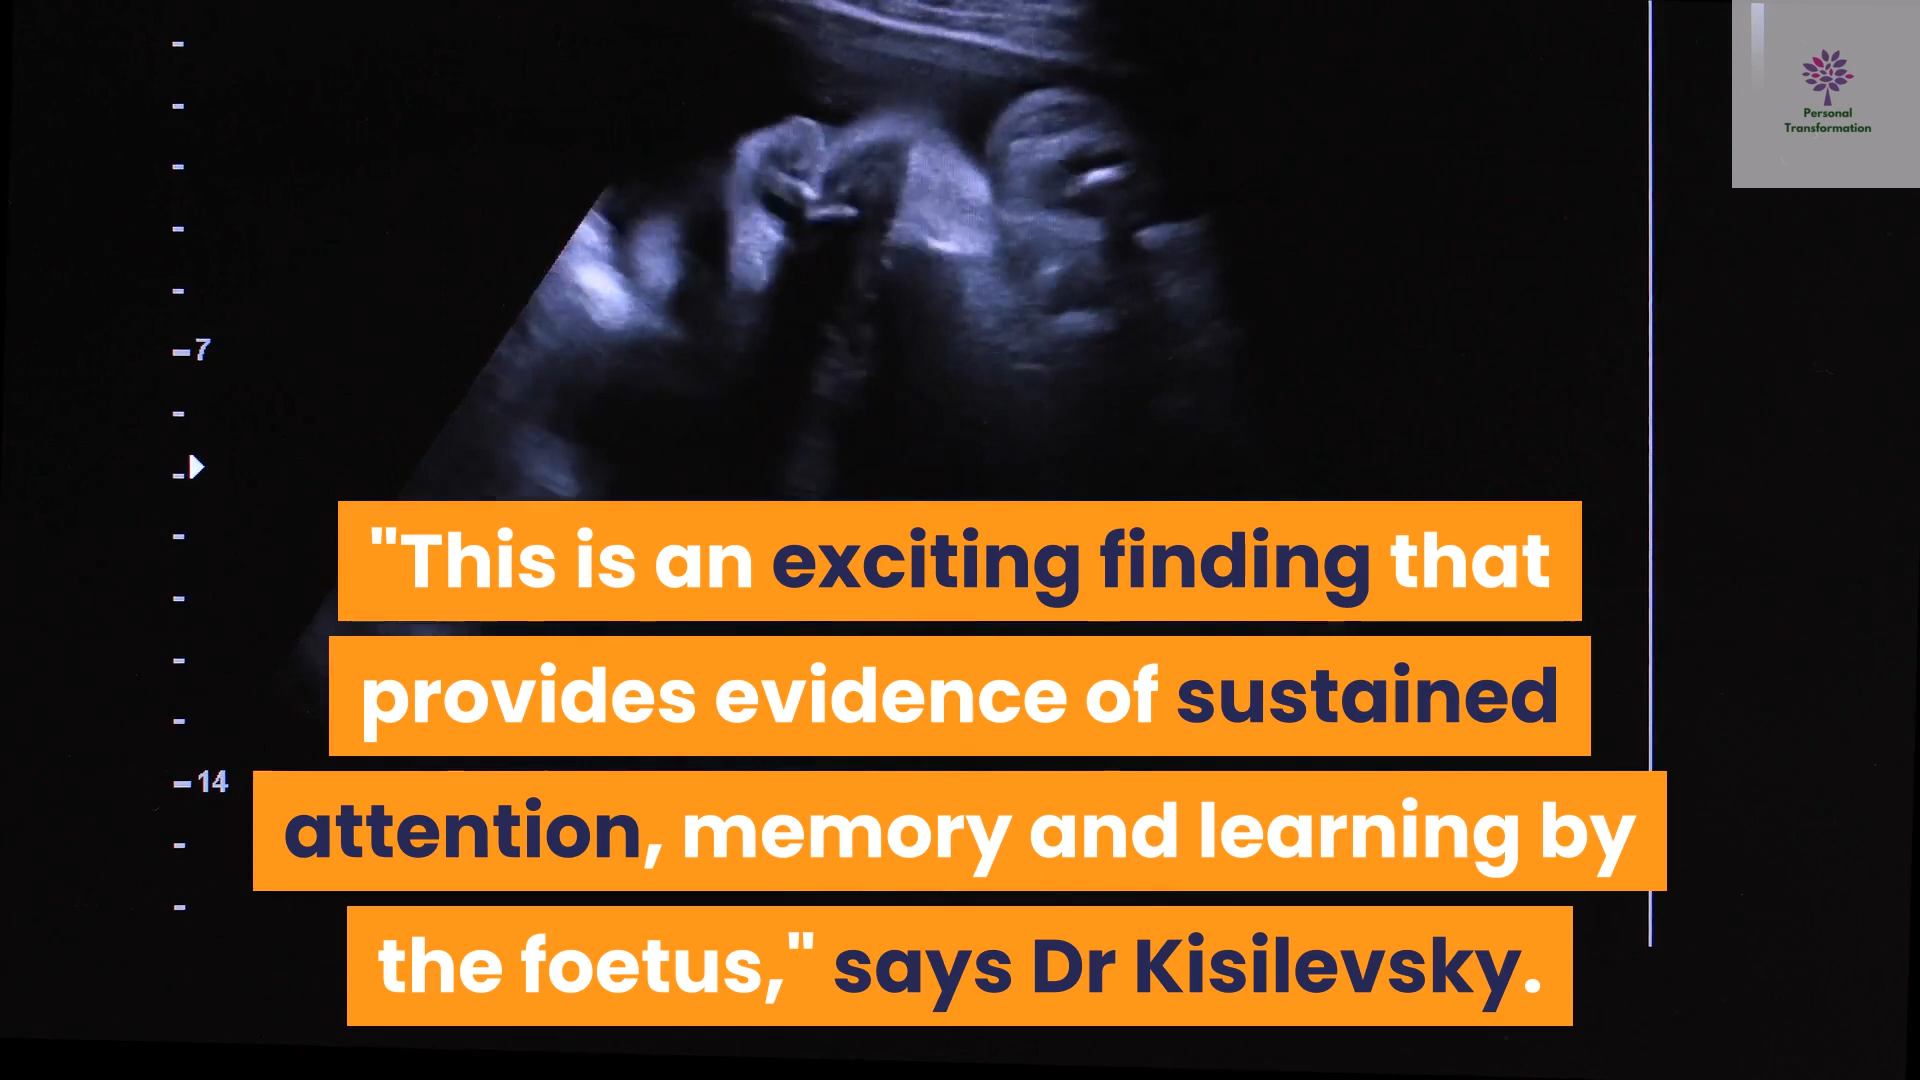 Personal
Transformation
7
14
"This is an exciting finding that
provides evidence of sustained
attention, memory and learning by
the foetus," says Dr Kisilevsky.